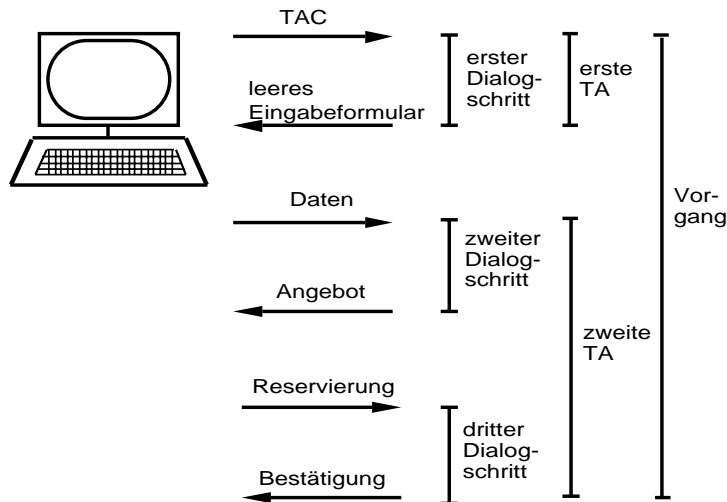 TAC
leeres
Eingabeformular
erster
Dialog-
schritt
erste
TA
Daten
Angebot
zweiter
Dialog-
schritt
Vor-
gang
zweite
TA
Reservierung
Bestätigung
dritter
Dialog-
schritt